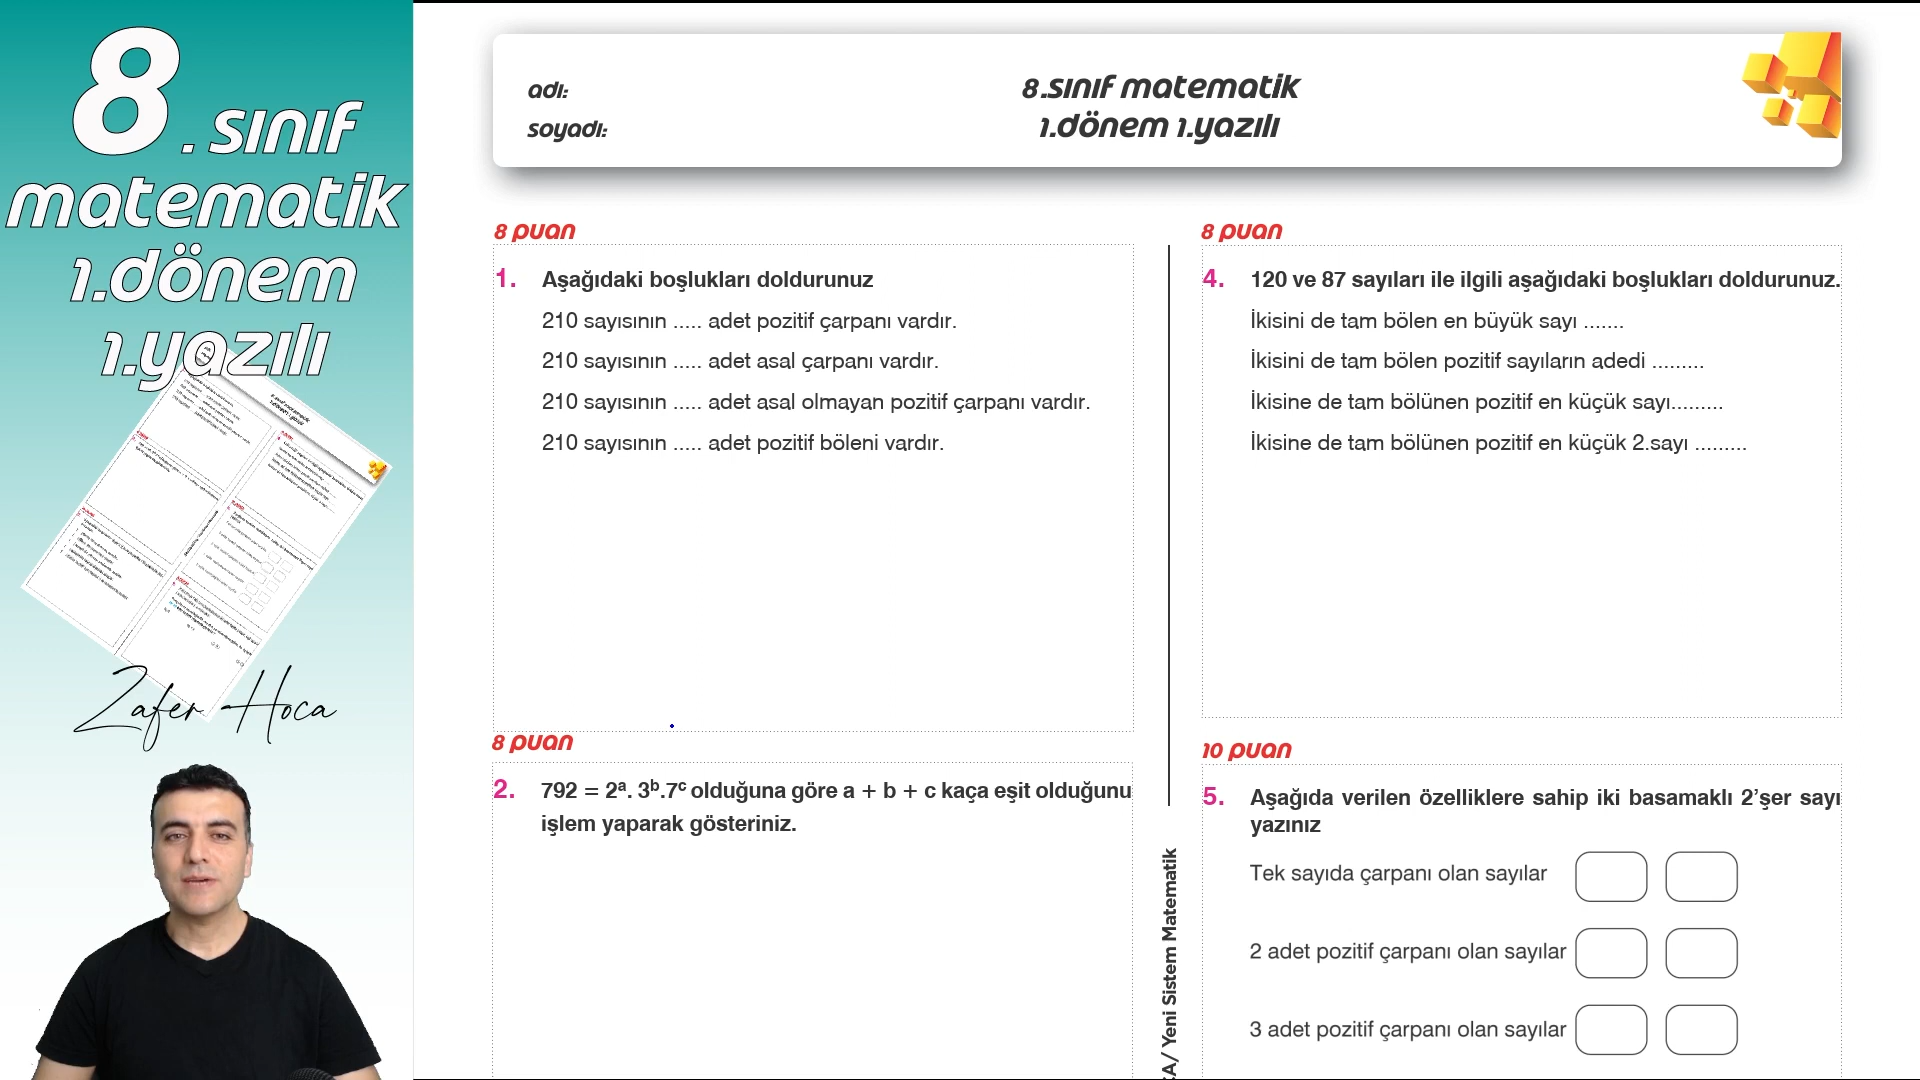 8. sınıf
matematik
1.dönem
1.yazılı
Zafer Hoca
adı:
soyadı:
8.sınıf matematik
1.dönem 1.yazılı
8 puan
1. Aşağıdaki boşlukları doldurunuz
210 sayısının ..... adet pozitif çarpanı vardır.
210 sayısının ..... adet asal çarpanı vardır.
210 sayısının ..... adet asal olmayan pozitif çarpanı vardır.
210 sayısının ..... adet pozitif böleni vardır.
8 puan
2. 792 = 2ᵃ. 3ᵇ.7ᶜ olduğuna göre a + b + c kaça eşit olduğunu
işlem yaparak gösteriniz.
A/ Yeni Sistem Matematik
8 puan
4. 120 ve 87 sayıları ile ilgili aşağıdaki boşlukları doldurunuz.
İkisini de tam bölen en büyük sayı .......
İkisini de tam bölen pozitif sayıların adedi .........
İkisine de tam bölünen pozitif en küçük sayı.........
İkisine de tam bölünen pozitif en küçük 2.sayı .........
10 puan
5. Aşağıda verilen özelliklere sahip iki basamaklı 2’şer sayı
yazınız
Tek sayıda çarpanı olan sayılar
2 adet pozitif çarpanı olan sayılar
3 adet pozitif çarpanı olan sayılar